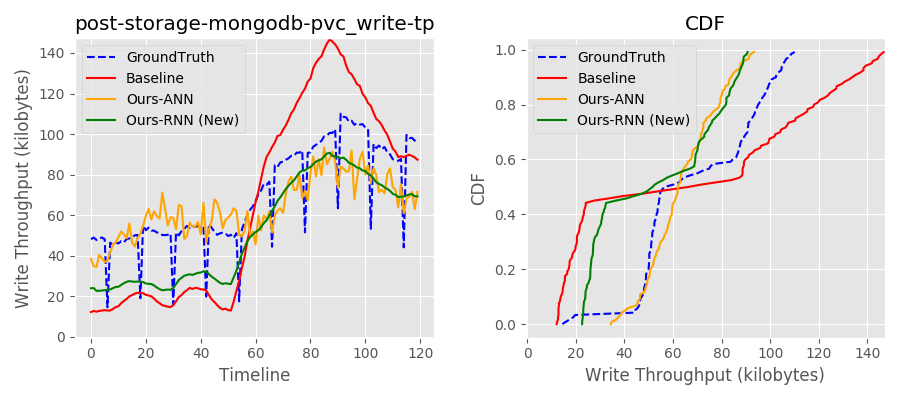 post-storage-mongodb-pvc_write-tp
Write Throughput (kilobytes)
140
120
100
80
60
40
20
0
GroundTruth
Baseline
Ours-ANN
Ours-RNN (New)
0 20 40 60 80 100 120
Timeline
CDF
CDF
1.0
0.8
0.6
0.4
0.2
0.0
GroundTruth
Baseline
Ours-ANN
Ours-RNN (New)
0 20 40 60 80 100 120 140
Write Throughput (kilobytes)